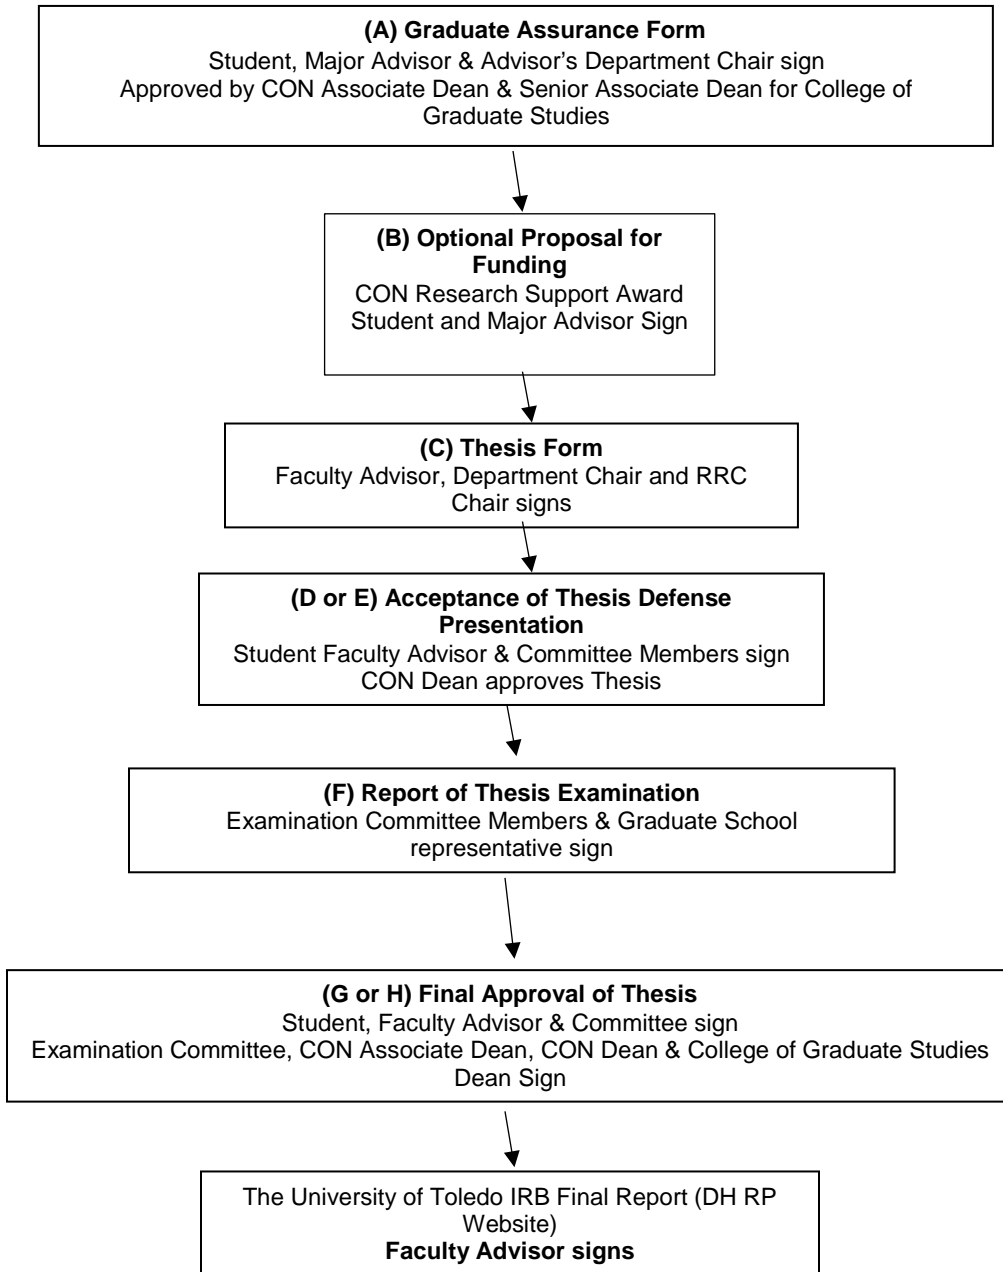 (A) Graduate Assurance Form
Student, Major Advisor & Advisor’s Department Chair sign
Approved by CON Associate Dean & Senior Associate Dean for College of
Graduate Studies
(B) Optional Proposal for
Funding
CON Research Support Award
Student and Major Advisor Sign
(C) Thesis Form
Faculty Advisor, Department Chair and RRC
Chair signs
(D or E) Acceptance of Thesis Defense
Presentation
Student Faculty Advisor & Committee Members sign
CON Dean approves Thesis
(F) Report of Thesis Examination
Examination Committee Members & Graduate School
representative sign
(G or H) Final Approval of Thesis
Student, Faculty Advisor & Committee sign
Examination Committee, CON Associate Dean, CON Dean & College of Graduate Studies
Dean Sign
The University of Toledo IRB Final Report (DH RP
Website)
Faculty Advisor signs